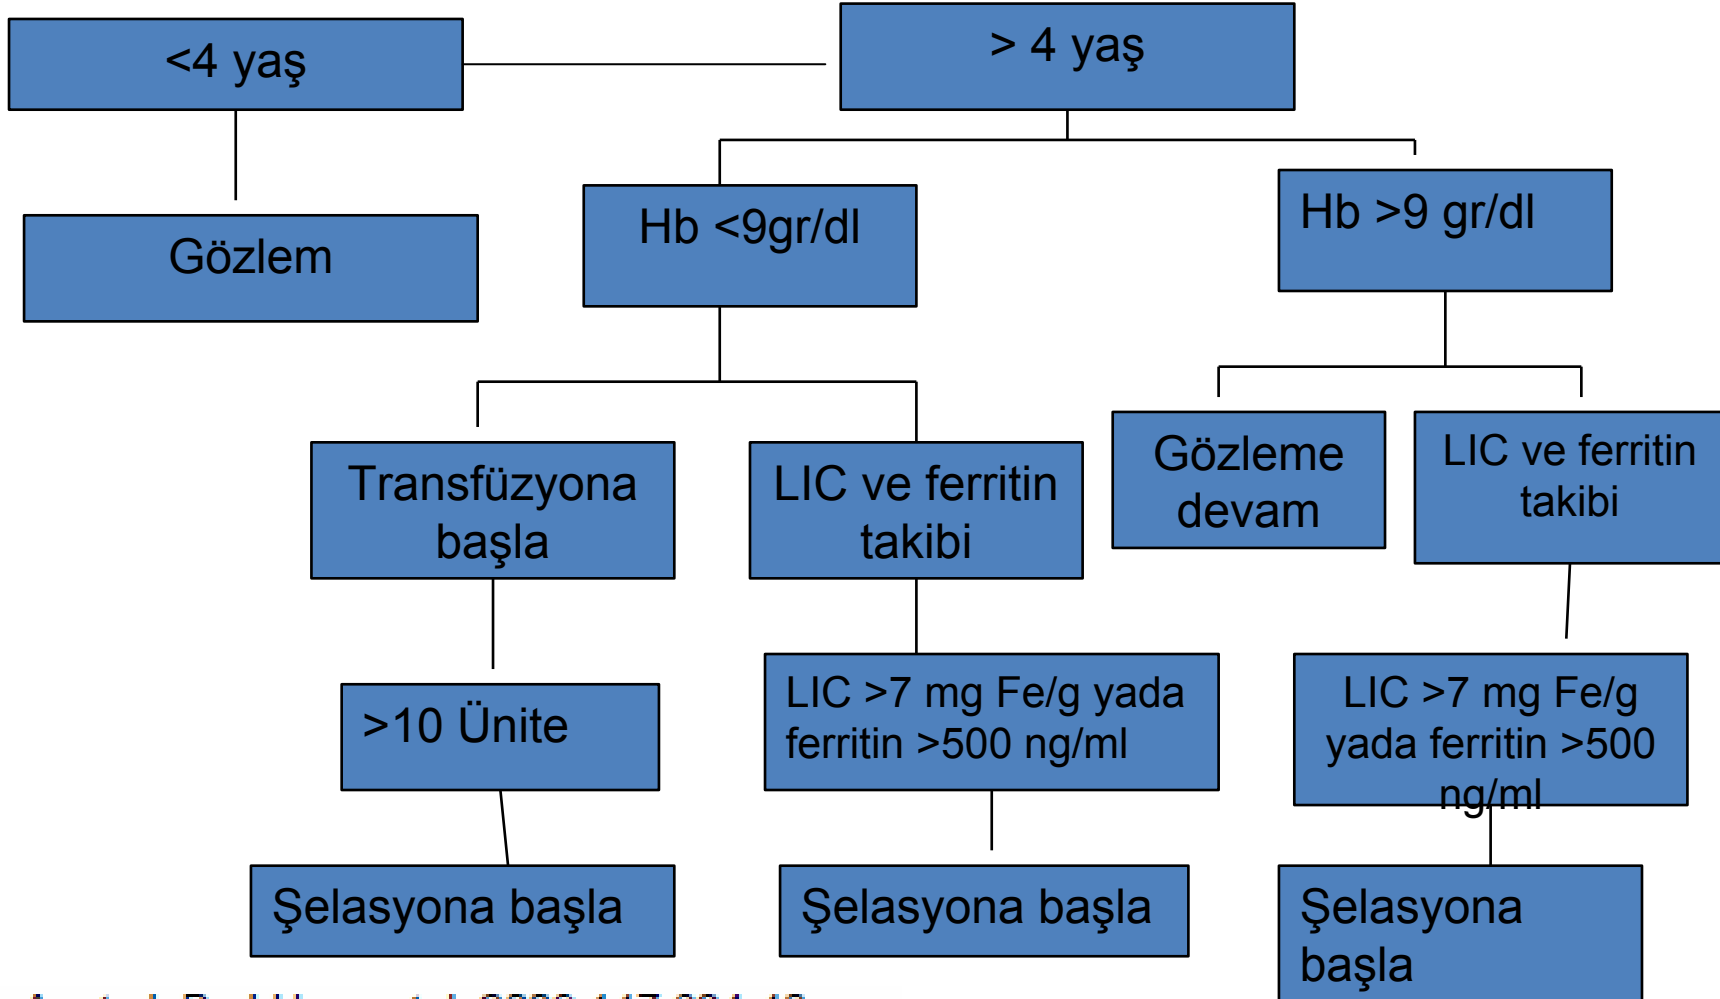 <4 yaş
> 4 yaş
Gözlem
Hb <9gr/dl
Hb >9 gr/dl
Transfüzyona
başla
LIC ve ferritin
takibi
Gözleme
devam
LIC ve ferritin
takibi
>10 Ünite
LIC >7 mg Fe/g yada
ferritin >500 ng/ml
LIC >7 mg Fe/g
yada ferritin >500
ng/ml
Şelasyona başla
Şelasyona başla
Şelasyona
başla